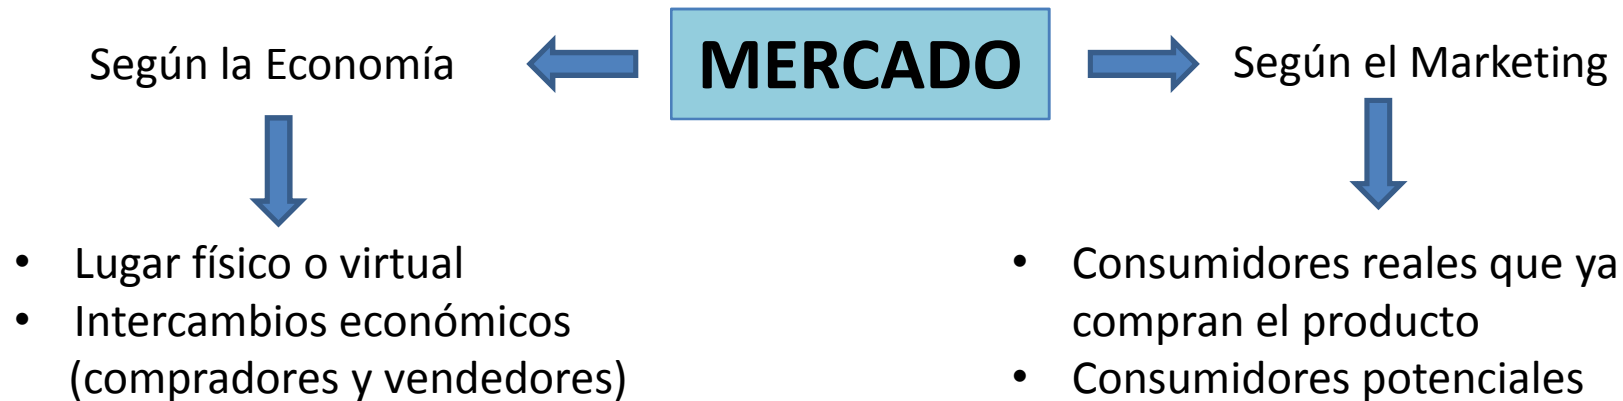 MERCADO
Según la Economía
Según el Marketing
• Lugar físico o virtual
• Intercambios económicos
(compradores y vendedores)
• Consumidores reales que ya
compran el producto
• Consumidores potenciales